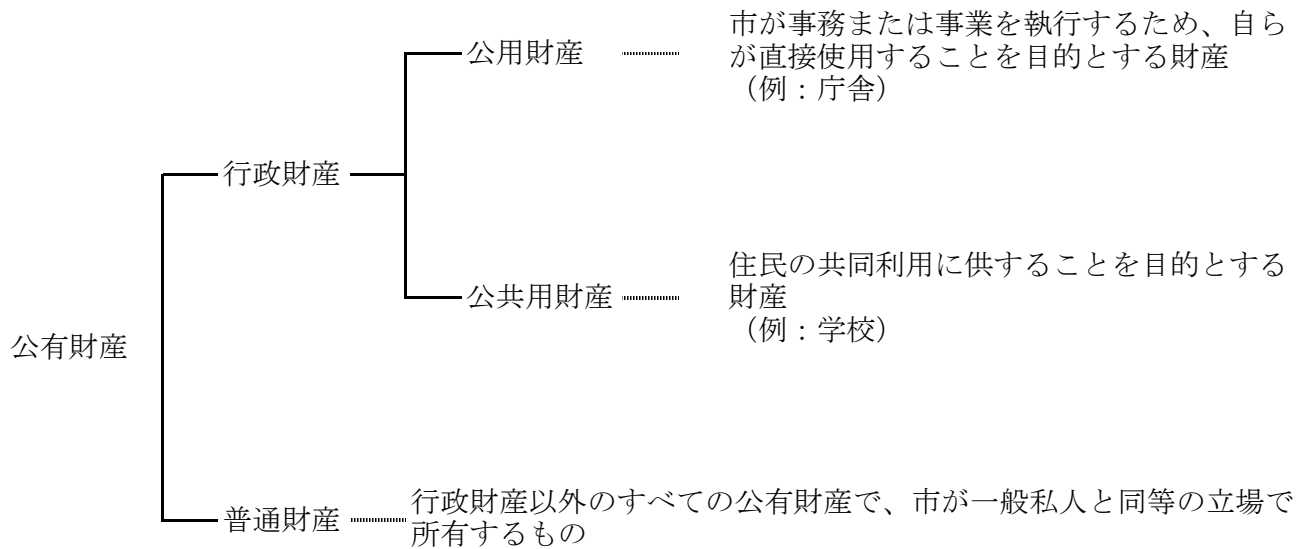 公用財産
市が事務または事業を執行するため、自ら
が直接使用することを目的とする財産
（例：庁舎）
行政財産
公共用財産
住民の共同利用に供することを目的とする
財産
（例：学校）
公有財産
普通財産
行政財産以外のすべての公有財産で、市が一般私人と同等の立場で
所有するもの